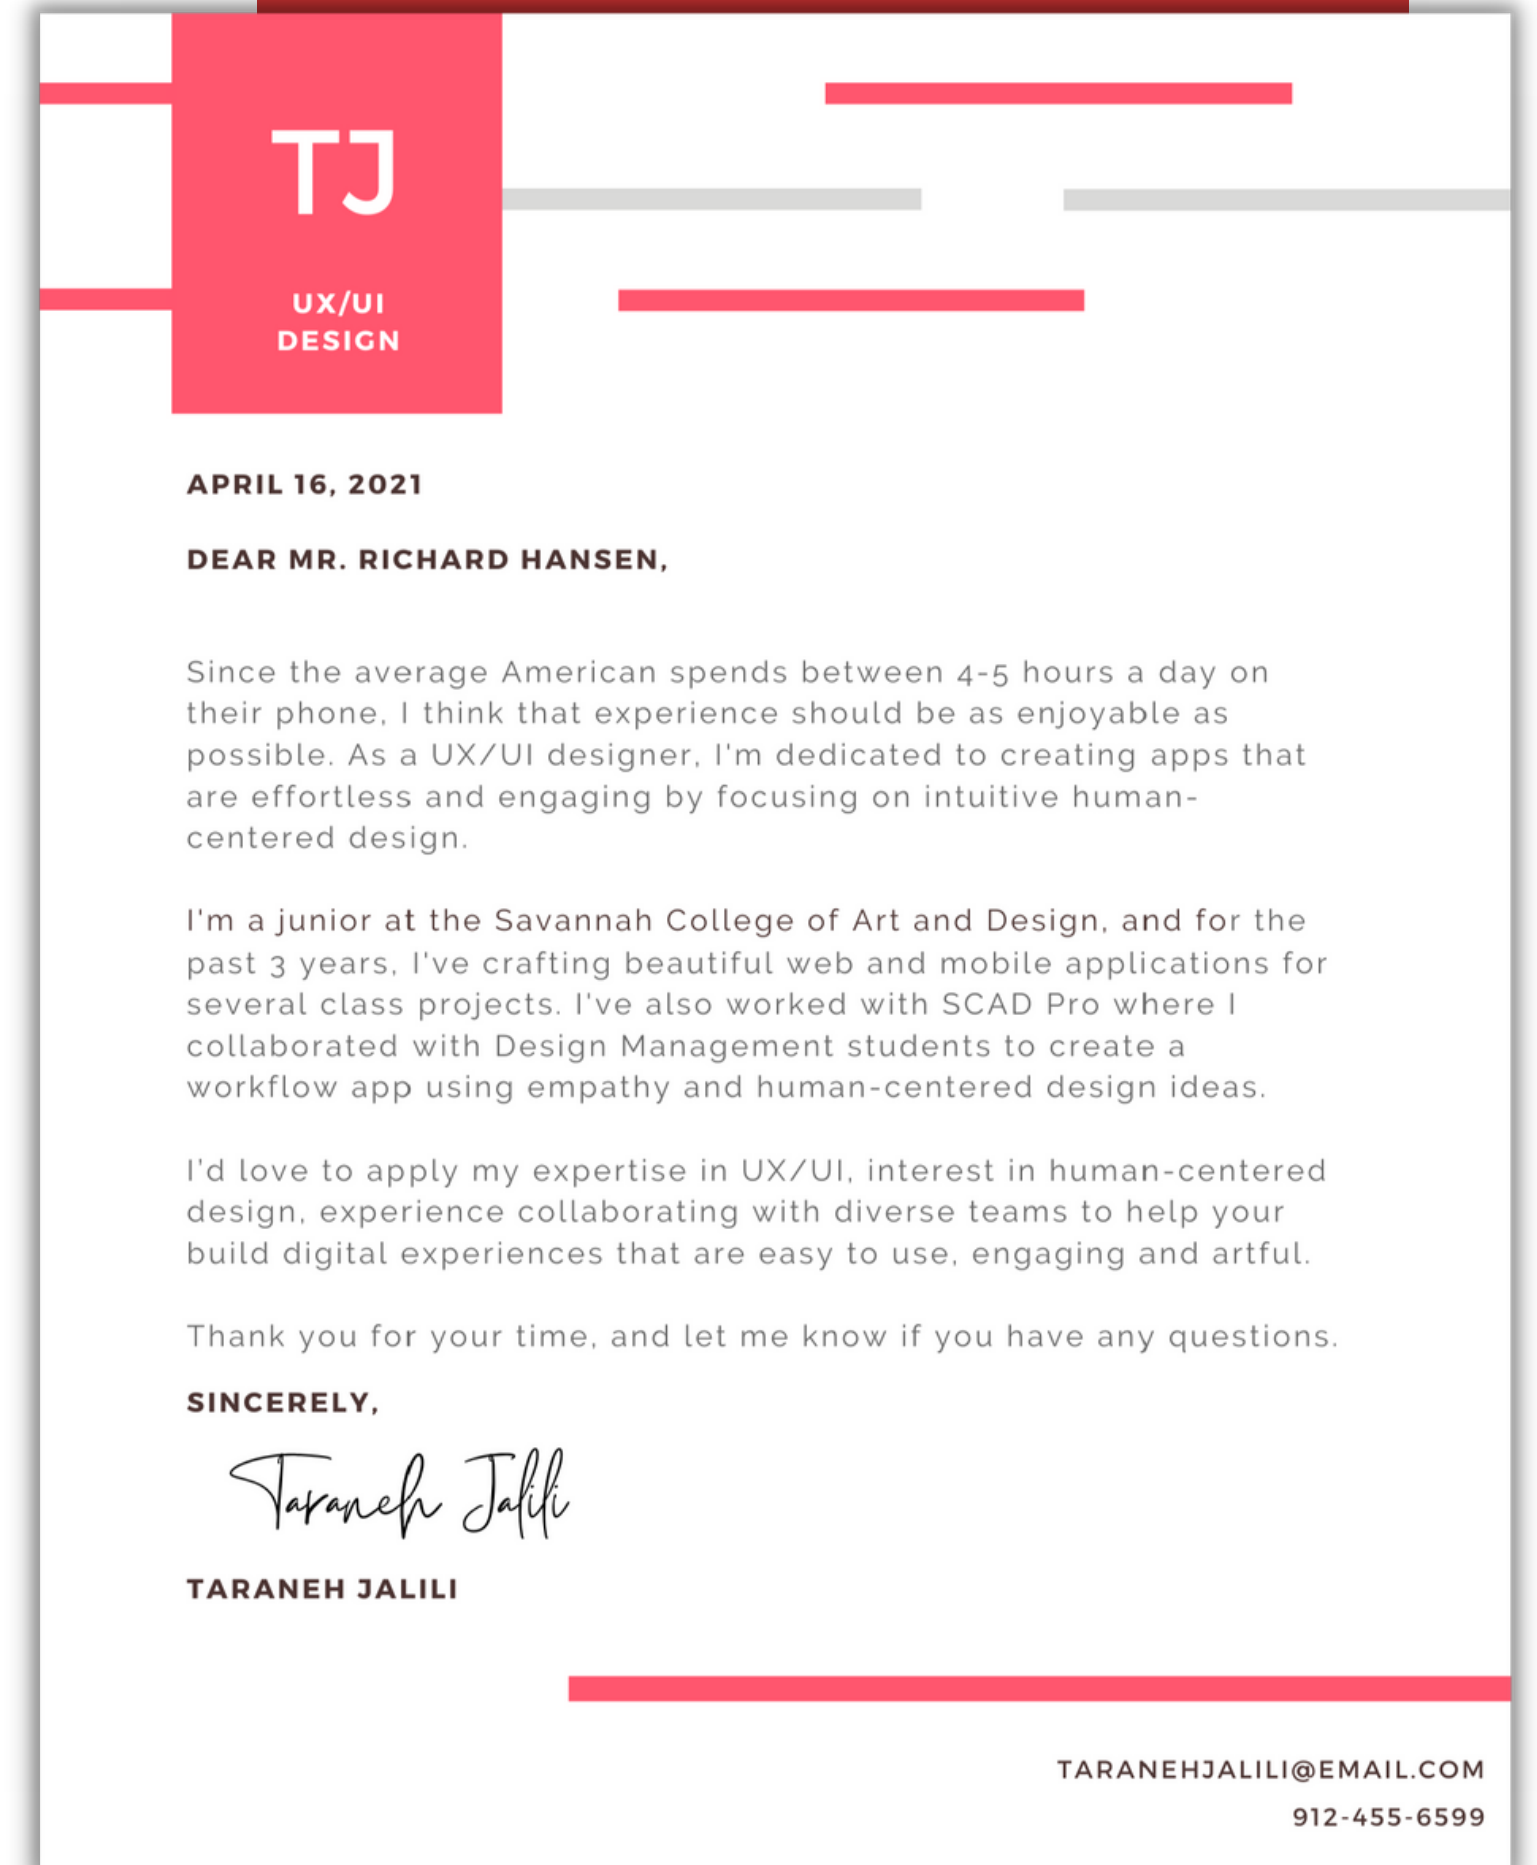 TJ
UX/UI
DESIGN
APRIL 16, 2021
DEAR MR. RICHARD HANSEN,
Since the average American spends between 4-5 hours a day on
their phone, I think that experience should be as enjoyable as
possible. As a UX/UI designer, I'm dedicated to creating apps that
are effortless and engaging by focusing on intuitive human-
centered design.
I'm a junior at the Savannah College of Art and Design, and for the
past 3 years, I've crafting beautiful web and mobile applications for
several class projects. I've also worked with SCAD Pro where I
collaborated with Design Management students to create a
workflow app using empathy and human-centered design ideas.
I'd love to apply my expertise in UX/UI, interest in human-centered
design, experience collaborating with diverse teams to help your
build digital experiences that are easy to use, engaging and artful.
Thank you for your time, and let me know if you have any questions.
SINCERELY,
Taraneh Jalili
TARANEH JALILI
TARANEHJALILI@EMAIL.COM
912-455-6599